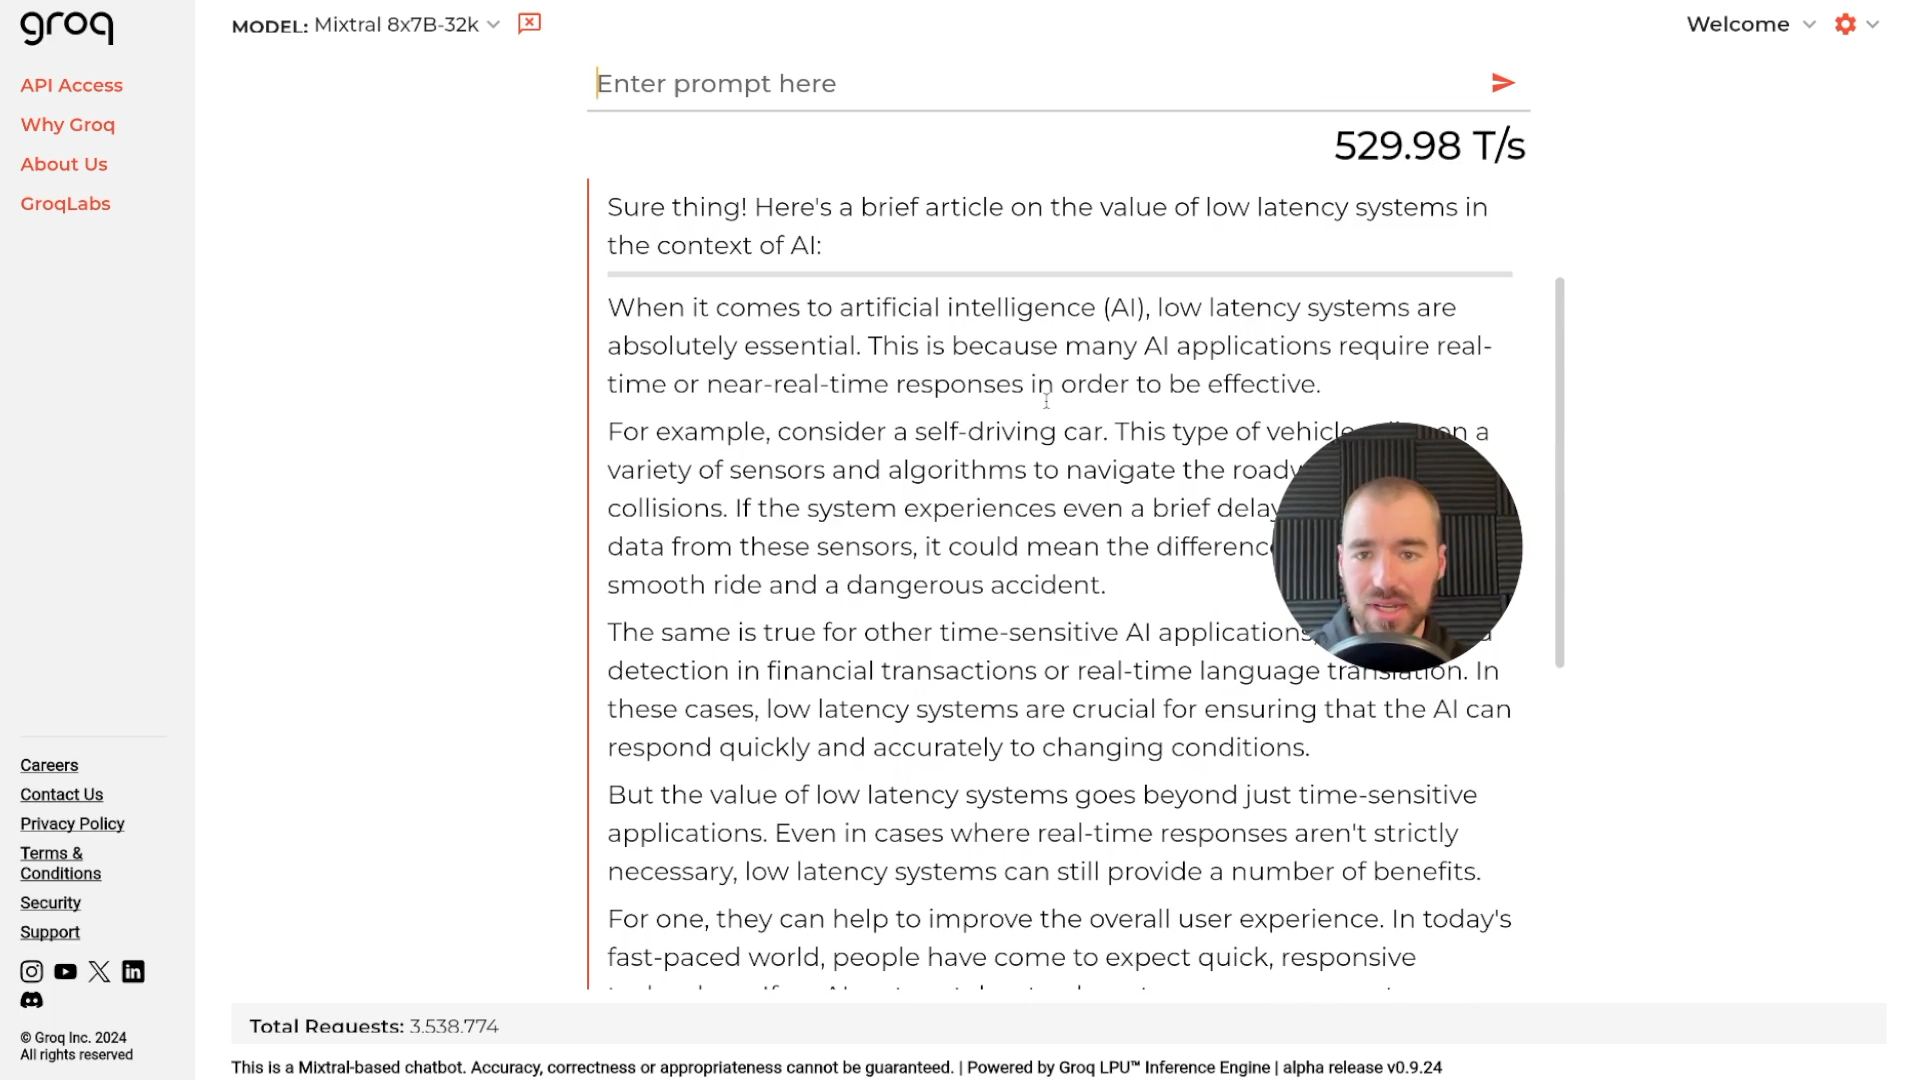 groq
API Access
Why Groq
About Us
GroqLabs
MODEL: Mixtral 8x7B-32k
Welcome
Enter prompt here
529.98 T/s
Sure thing! Here's a brief article on the value of low latency systems in
the context of AI:
When it comes to artificial intelligence (AI), low latency systems are
absolutely essential. This is because many AI applications require real-
time or near-real-time responses in order to be effective.
For example, consider a self-driving car. This type of vehicle a
variety of sensors and algorithms to navigate the
collisions. If the system experiences even a brief
data from these sensors, it could mean the
smooth ride and a dangerous accident.
The same is true for other time-sensitive AI
detection in financial transactions or real-time language translation. In
these cases, low latency systems are crucial for ensuring that the AI can
respond quickly and accurately to changing conditions.
But the value of low latency systems goes beyond just time-sensitive
applications. Even in cases where real-time responses aren't strictly
necessary, low latency systems can still provide a number of benefits.
For one, they can help to improve the overall user experience. In today's
fast-paced world, people have come to expect quick, responsive
Careers
Contact Us
Privacy Policy
Terms &
Conditions
Security
Support
© Groq Inc. 2024
All rights reserved
Total Requests: 3,538,774
This is a Mixtral-based chatbot. Accuracy, correctness or appropriateness cannot be guaranteed. | Powered by Groq LPU™ Inference Engine | alpha release v0.9.24